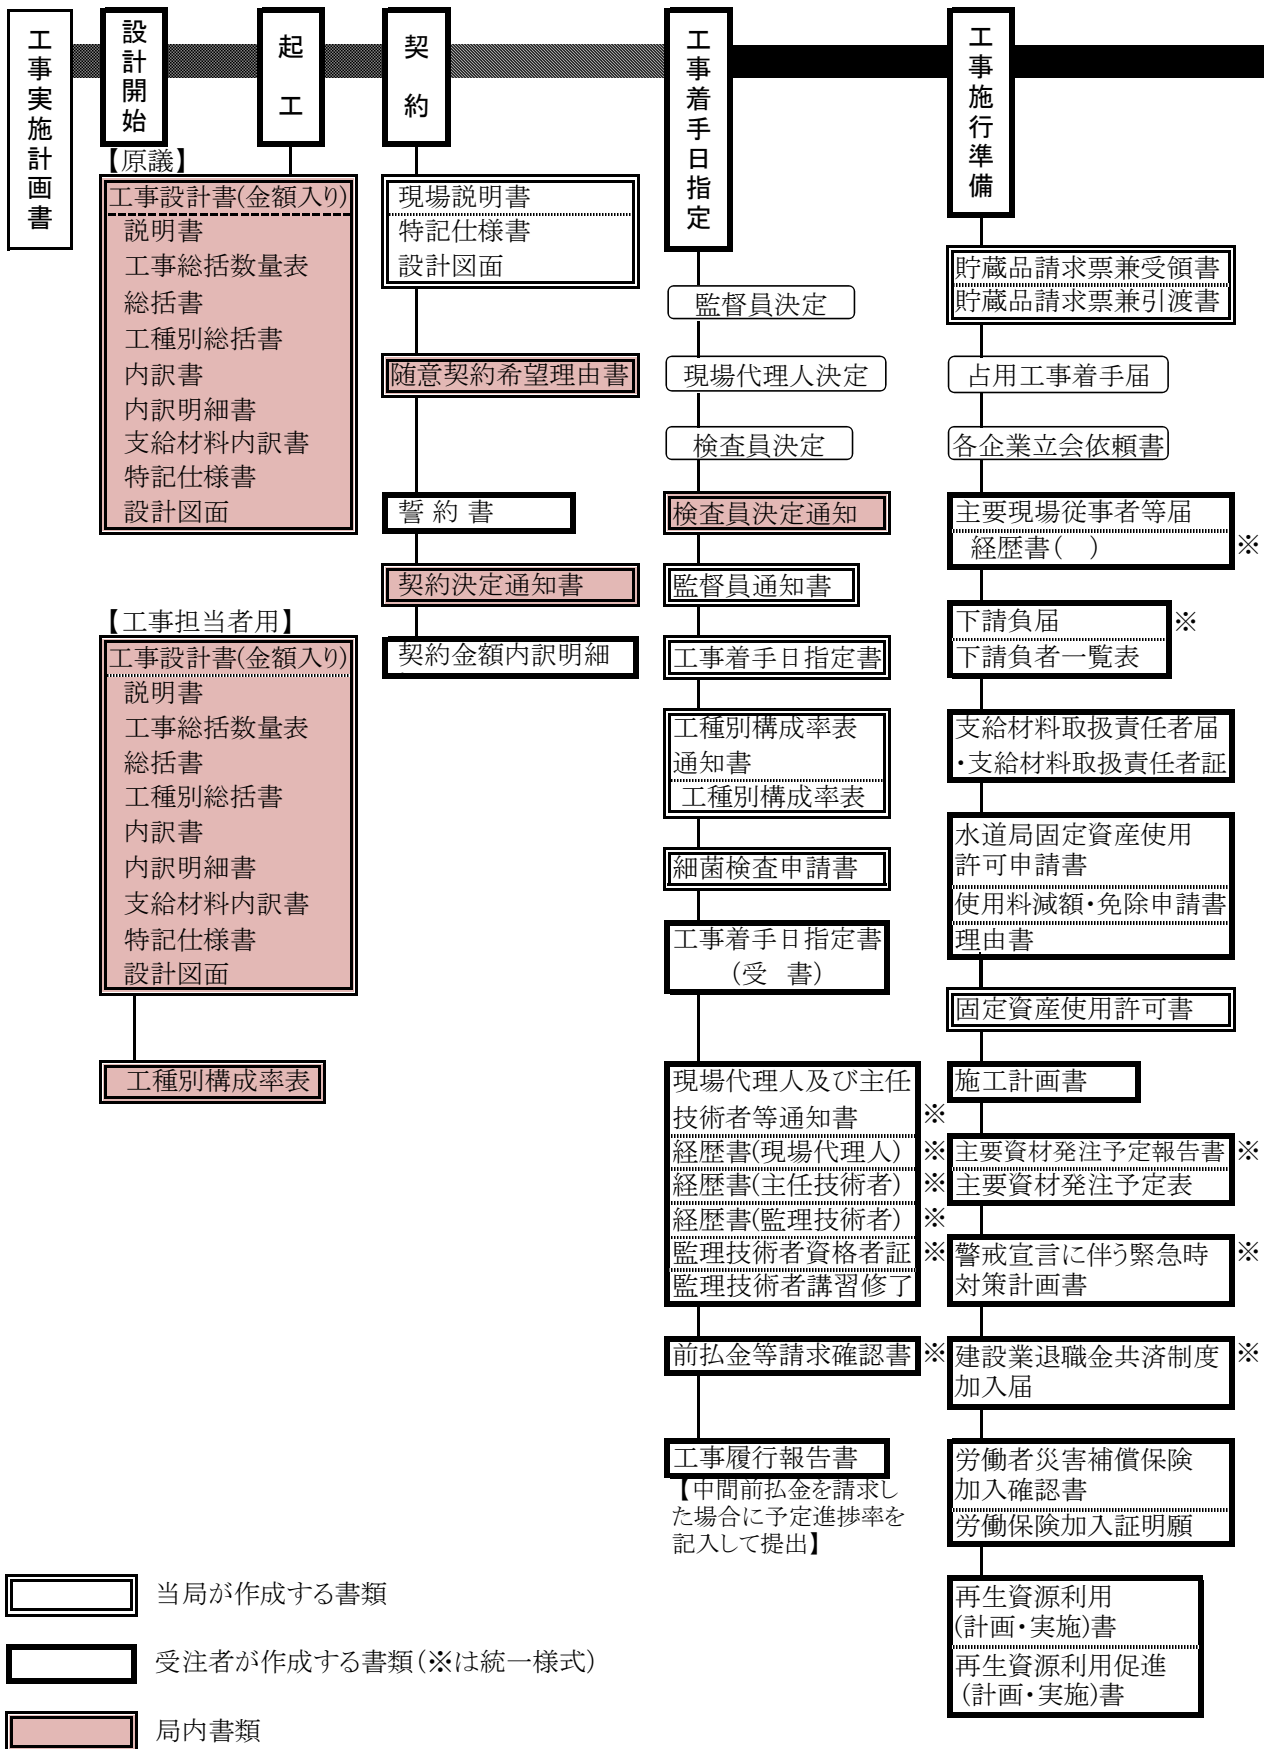 工事実施計画書
設計開始
起工
契約
工事着手日指定
工事施行準備
【原議】
工事設計書(金額入り)
説明書
工事総括数量表
総括書
工種別総括書
内訳書
内訳明細書
支給材料内訳書
特記仕様書
設計図面
【工事担当者用】
工事設計書(金額入り)
説明書
工事総括数量表
総括書
工種別総括書
内訳書
内訳明細書
支給材料内訳書
特記仕様書
設計図面
工種別構成率表
現場説明書
特記仕様書
設計図面
随意契約希望理由書
誓約書
契約決定通知書
契約金額内訳明細
監督員決定
現場代理人決定
検査員決定
検査員決定通知
監督員通知書
工事着手日指定書
工種別構成率表
通知書
工種別構成率表
細菌検査申請書
工事着手日指定書
(受 書)
現場代理人及び主任
技術者等通知書 ※
経歴書(現場代理人) ※
経歴書(主任技術者) ※
経歴書(監理技術者) ※
監理技術者資格者証 ※
監理技術者講習修了
前払金等請求確認書 ※
工事履行報告書
【中間前払金を請求し
た場合に予定進捗率を
記入して提出】
貯蔵品請求票兼受領書
貯蔵品請求票兼引渡書
占用工事着手届
各企業立会依頼書
主要現場従事者等届
経歴書( ) ※
下請負届 ※
下請負者一覧表
支給材料取扱責任者届
・支給材料取扱責任者証
水道局固定資産使用
許可申請書
使用料減額・免除申請書
理由書
固定資産使用許可書
施工計画書
主要資材発注予定報告書 ※
主要資材発注予定表
警戒宣言に伴う緊急時 ※
対策計画書
建設業退職金共済制度 ※
加入届
労働者災害補償保険
加入確認書
労働保険加入証明願
再生資源利用
(計画・実施)書
再生資源利用促進
(計画・実施)書
当局が作成する書類
受注者が作成する書類(※は統一様式)
局内書類